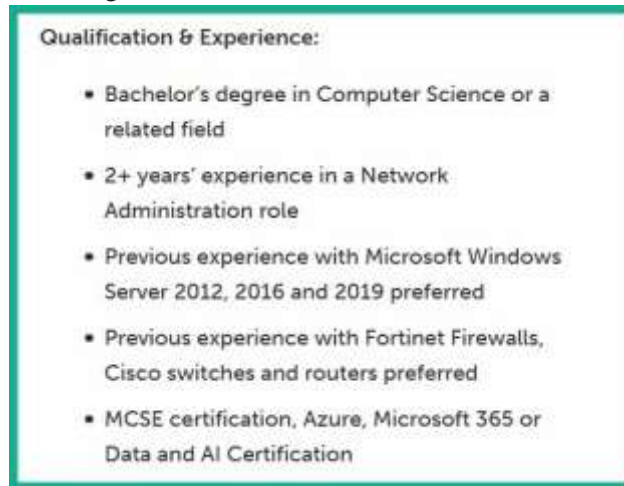 Qualification & Experience:
• Bachelor's degree in Computer Science or a
related field
• 2+ years' experience in a Network
Administration role
• Previous experience with Microsoft Windows
Server 2012, 2016 and 2019 preferred
• Previous experience with Fortinet Firewalls,
Cisco switches and routers preferred
• MCSE certification, Azure, Microsoft 365 or
Data and AI Certification